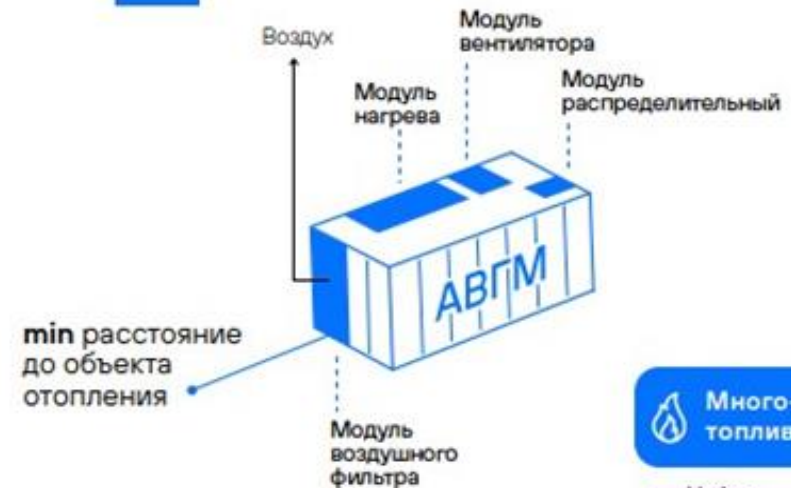 Воздух
Модуль
вентилятора
Модуль
нагрева
Модуль
распределительный
АВГМ
min расстояние
до объекта
отопления
Модуль
воздушного
фильтра
Много-
топлив